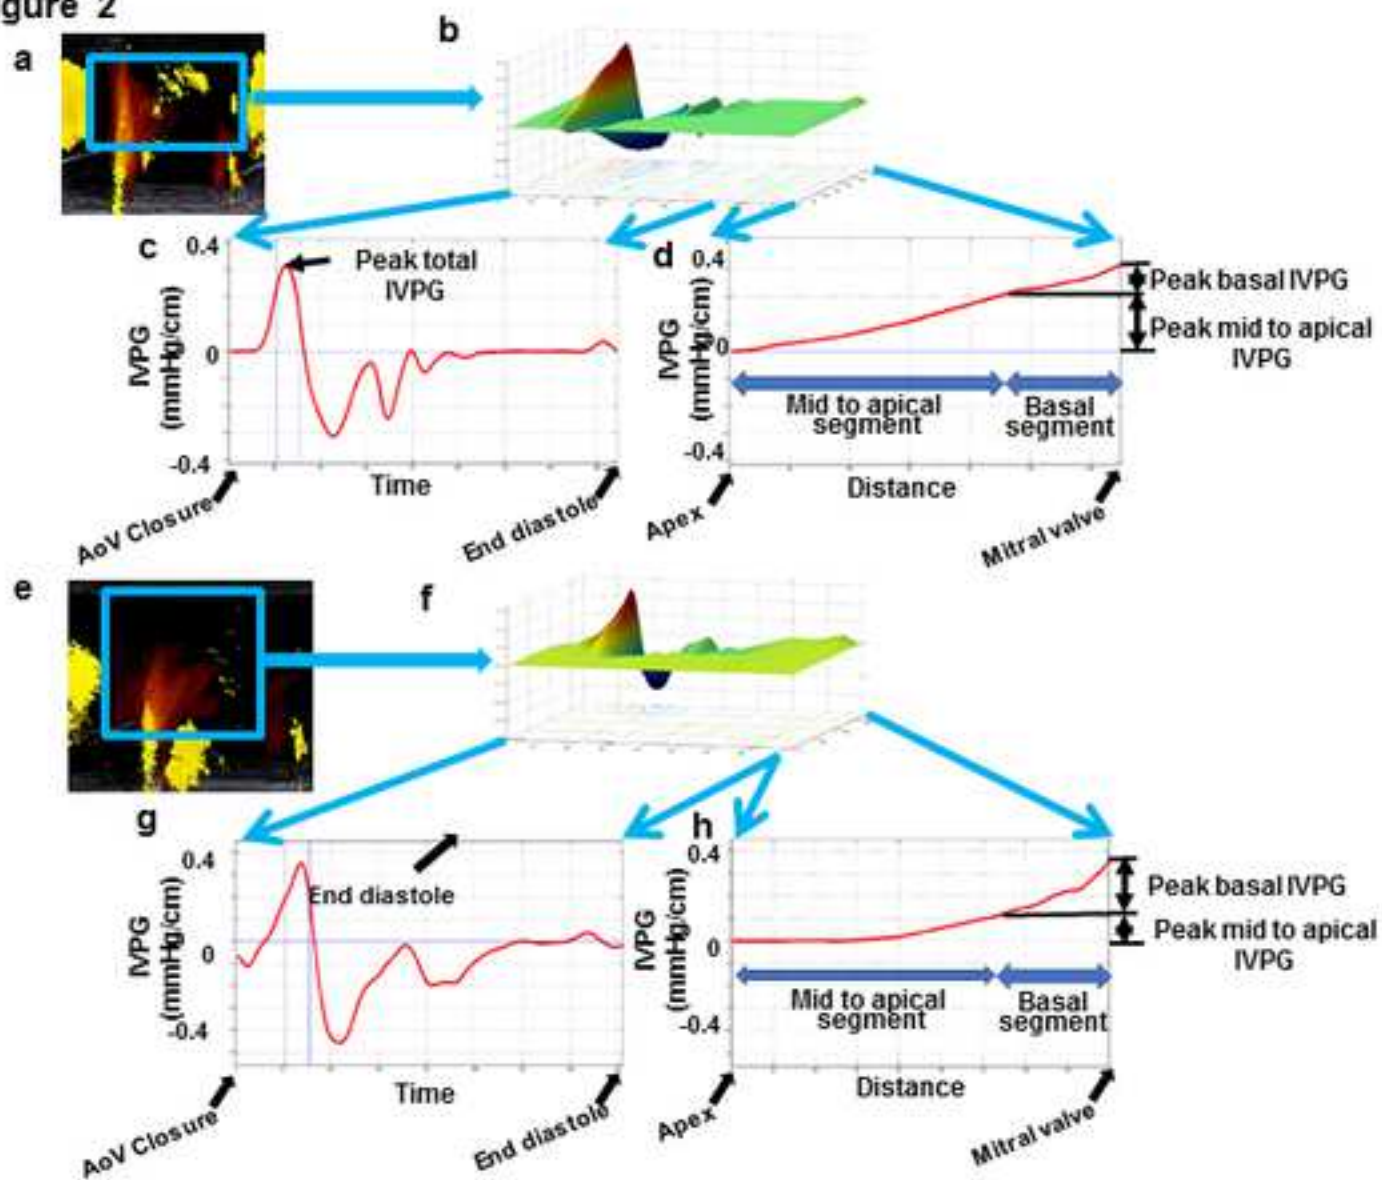 gure 2
a
b
c
0.4
Peak total
IVPG
IVPG
(mmHg/cm)
0
-0.4
Time
AoV Closure
End diastole
d
0.4
IVPG
(mmHg/cm)
0
-0.4
Peak basal IVPG
Peak mid to apical
IVPG
Mid to apical
segment
Basal
segment
Distance
Apex
Mitral valve
e
f
g
0.4
End diastole
IVPG
(mmHg/cm)
0
-0.4
Time
AoV Closure
End diastole
h
0.4
IVPG
(mmHg/cm)
0
-0.4
Peak basal IVPG
Peak mid to apical
IVPG
Mid to apical
segment
Basal
segment
Distance
Apex
Mitral valve